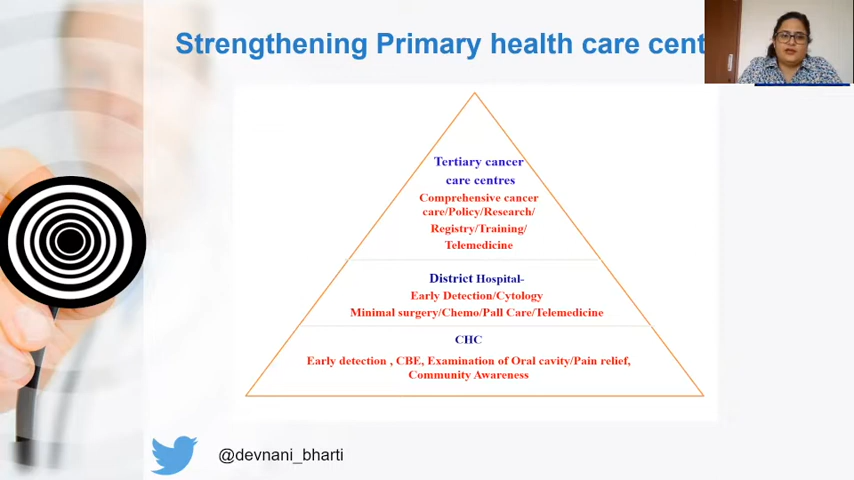 Strengthening Primary health care cent
Tertiary cancer
care centres
Comprehensive cancer
care/Policy/Research/
Registry/Training/
Telemedicine
District Hospital-
Early Detection/Cytology
Minimal surgery/Chemo/Pall Care/Telemedicine
CHC
Early detection , CBE, Examination of Oral cavity/Pain relief,
Community Awareness
@devnani_bharti